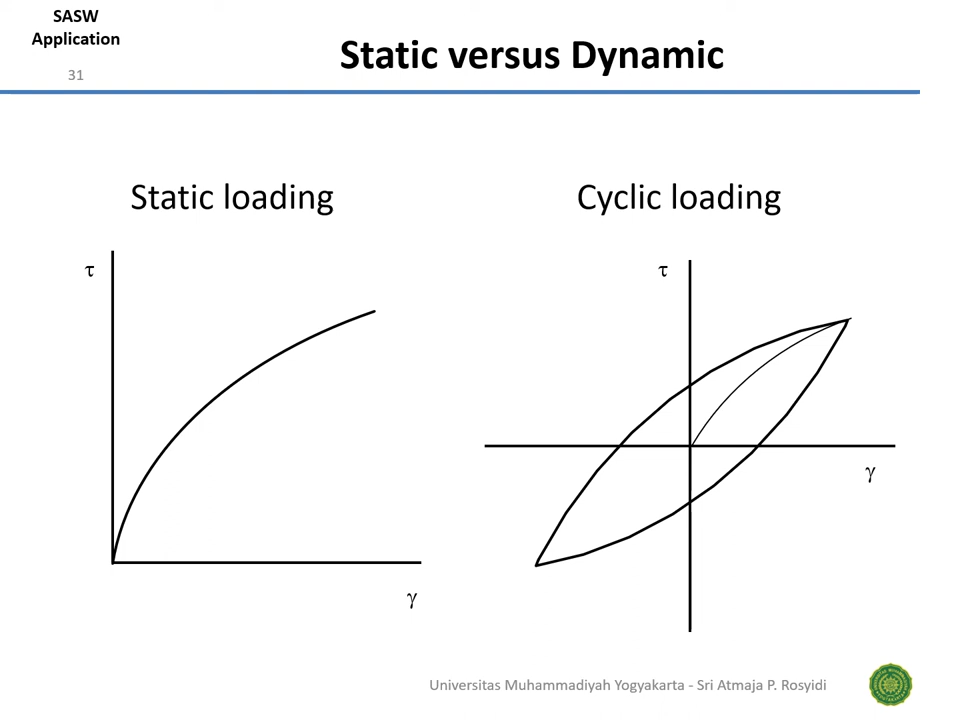 SASW
Application
31
Static versus Dynamic
Static loading
Cyclic loading
τ
γ
τ
γ
Universitas Muhammadiyah Yogyakarta - Sri Atmaja P. Rosyidi